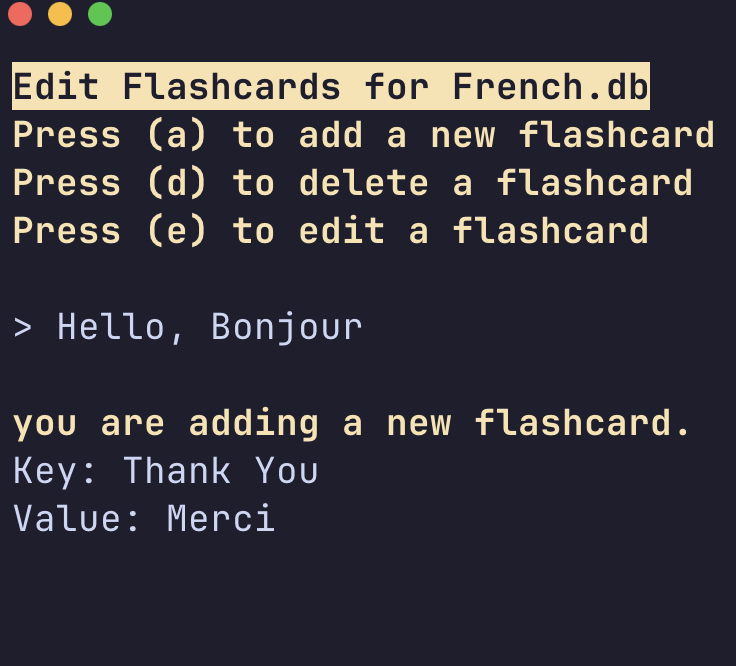 Edit Flashcards for French.db
Press (a) to add a new flashcard
Press (d) to delete a flashcard
Press (e) to edit a flashcard
> Hello, Bonjour
you are adding a new flashcard.
Key: Thank You
Value: Merci